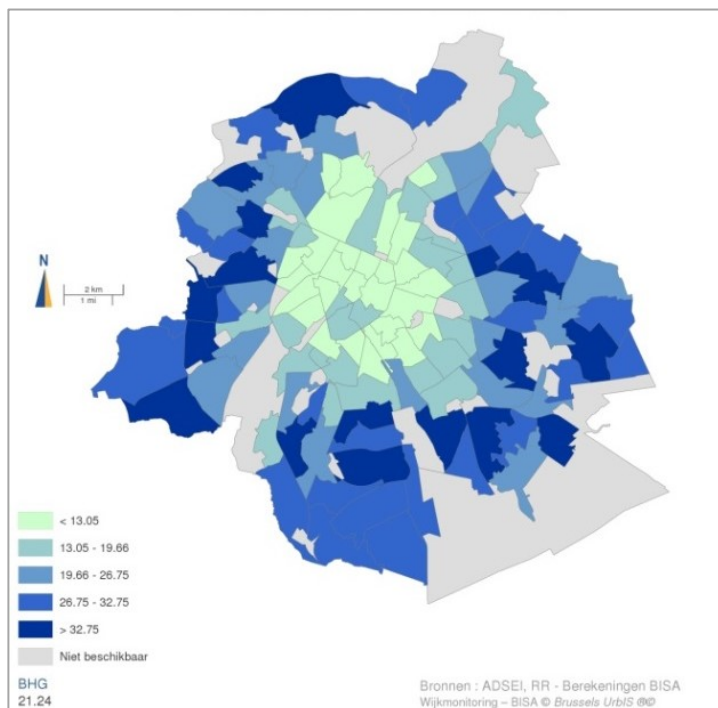 N
2 km
1 mi
< 13.05
13.05 - 19.66
19.66 - 26.75
26.75 - 32.75
> 32.75
Niet beschikbaar
BHG
21.24
Bronnen : ADSEI, RR - Berekeningen BISA
Wijkmonitoring – BISA © Brussels UrbIS ®©